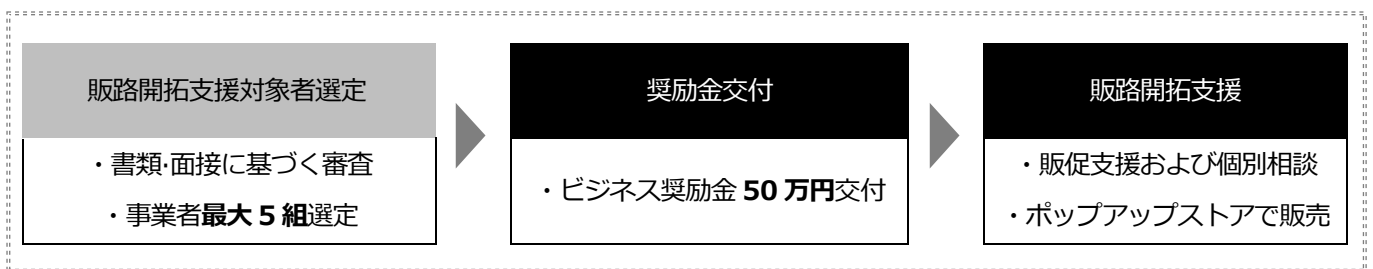 販路開拓支援対象者選定
・書類·面接に基づく審査
・事業者最大 5 組選定
奨励金交付
・ビジネス奨励金 50 万円交付
販路開拓支援
・販促支援および個別相談
・ポップアップストアで販売